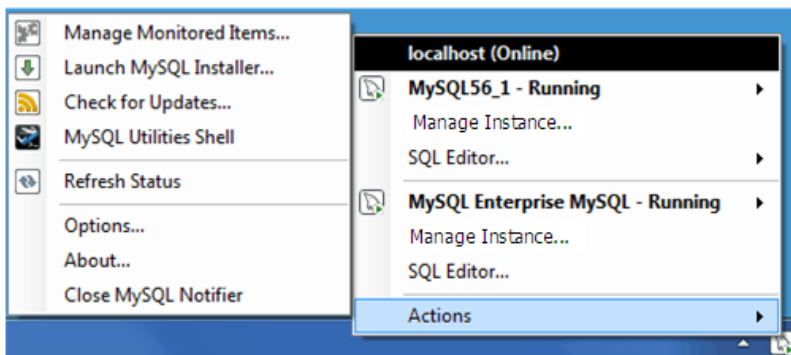 Manage Monitored Items...
Launch MySQL Installer...
Check for Updates...
MySQL Utilities Shell
Refresh Status
Options...
About...
Close MySQL Notifier
localhost (Online)
MySQL56_1 - Running
Manage Instance...
SQL Editor...
MySQL Enterprise MySQL - Running
Manage Instance...
SQL Editor...
Actions